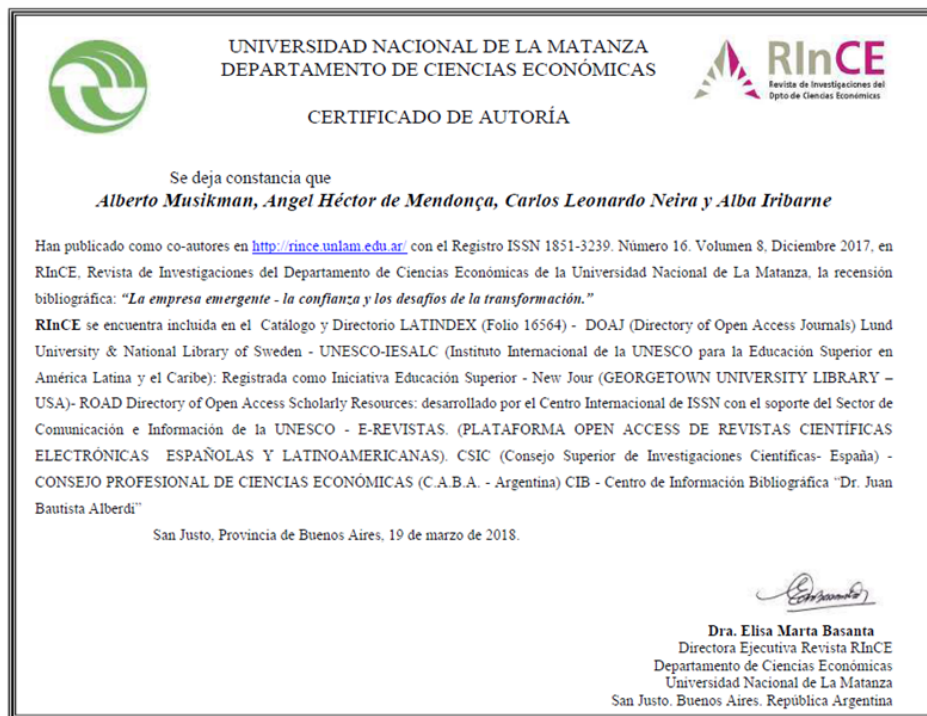 UNIVERSIDAD NACIONAL DE LA MATANZA
DEPARTAMENTO DE CIENCIAS ECONÓMICAS
RInCE
Revista de Investigaciones del
Dpto de Ciencias Económicas
CERTIFICADO DE AUTORÍA
Se deja constancia que
Alberto Musikman, Angel Héctor de Mendonça, Carlos Leonardo Neira y Alba Iribarne
Han publicado como co-autores en http://rince.unlam.edu.ar/ con el Registro ISSN 1851-3239. Número 16. Volumen 8, Diciembre 2017, en
RInCE, Revista de Investigaciones del Departamento de Ciencias Económicas de la Universidad Nacional de La Matanza, la recensión
bibliográfica: “La empresa emergente - la confianza y los desafíos de la transformación.”
RInCE se encuentra incluida en el Catálogo y Directorio LATINDEX (Folio 16564) - DOAJ (Directory of Open Access Journals) Lund
University & National Library of Sweden - UNESCO-IESALC (Instituto Internacional de la UNESCO para la Educación Superior en
América Latina y el Caribe): Registrada como Iniciativa Educación Superior - New Jour (GEORGETOWN UNIVERSITY LIBRARY –
USA)- ROAD Directory of Open Access Scholarly Resources: desarrollado por el Centro Internacional de ISSN con el soporte del Sector de
Comunicación e Información de la UNESCO - E-REVISTAS. (PLATAFORMA OPEN ACCESS DE REVISTAS CIENTÍFICAS
ELECTRÓNICAS ESPAÑOLAS Y LATINOAMERICANAS). CSIC (Consejo Superior de Investigaciones Científicas- España) -
CONSEJO PROFESIONAL DE CIENCIAS ECONÓMICAS (C.A.B.A. - Argentina) CIB - Centro de Información Bibliográfica “Dr. Juan
Bautista Alberdi”
San Justo, Provincia de Buenos Aires, 19 de marzo de 2018.
Dra. Elisa Marta Basanta
Directora Ejecutiva Revista RInCE
Departamento de Ciencias Económicas
Universidad Nacional de La Matanza
San Justo. Buenos Aires. República Argentina